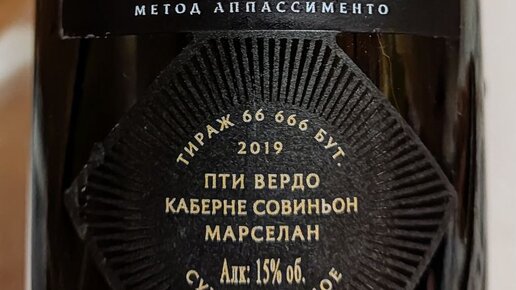 МЕТОД АППАССИМЕНТО
ТИРАЖ 66 666 БУТ.
2019
ПТИ ВЕРДО
КАБЕРНЕ СОВИНЬОН
МАРСЕЛАН
Алк: 15% об.